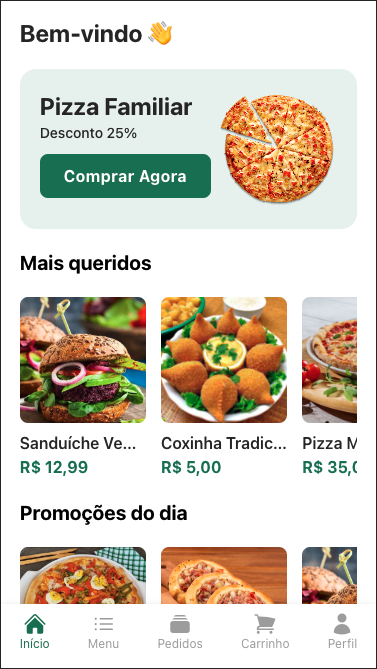 Bem-vindo 👋
Pizza Familiar
Desconto 25%
Comprar Agora
Mais queridos
Sanduíche Ve...
Coxinha Tradic...
Pizza M
R$ 12,99
R$ 5,00
R$ 35,0
Promoções do dia
Início
Menu
Pedidos
Carrinho
Perfil